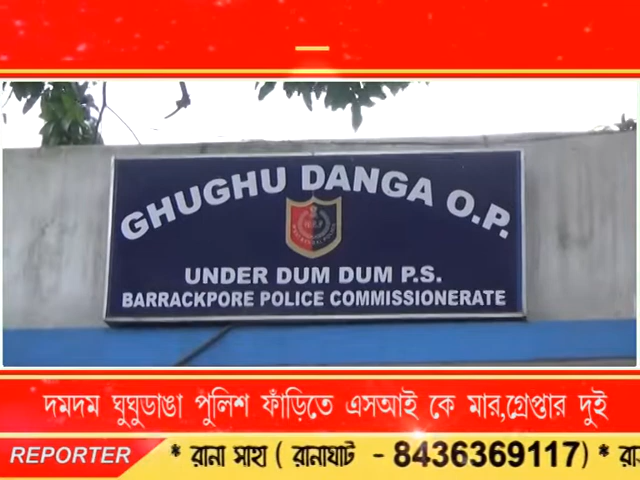 GHUGHU DANGA O.P.
UNDER DUM DUM P.S.
BARRACKPORE POLICE COMMISSIONERATE
দমদম ঘুঘুডাঙা পুলিশ ফাঁড়িতে এসআই কে মার,গ্রেপ্তার দুই
REPORTER * রানা সাহা ( রানাঘাট - 8436369117) *